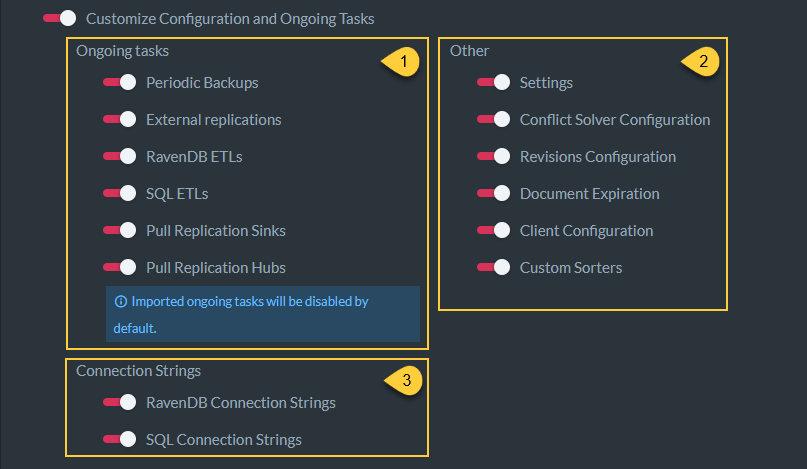 Customize Configuration and Ongoing Tasks
Ongoing tasks
1
Periodic Backups
External replications
RavenDB ETLs
SQL ETLs
Pull Replication Sinks
Pull Replication Hubs
Imported ongoing tasks will be disabled by
default.
Other
2
Settings
Conflict Solver Configuration
Revisions Configuration
Document Expiration
Client Configuration
Custom Sorters
Connection Strings
3
RavenDB Connection Strings
SQL Connection Strings